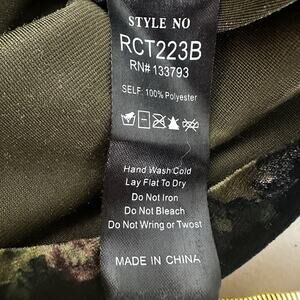 STYLE NO
RCT223B
RN# 133793
SELF: 100% Polyester
Hand Wash Cold
Lay Flat To Dry
Do Not Iron
Do Not Bleach
Do Not Wring or Twost
MADE IN CHINA